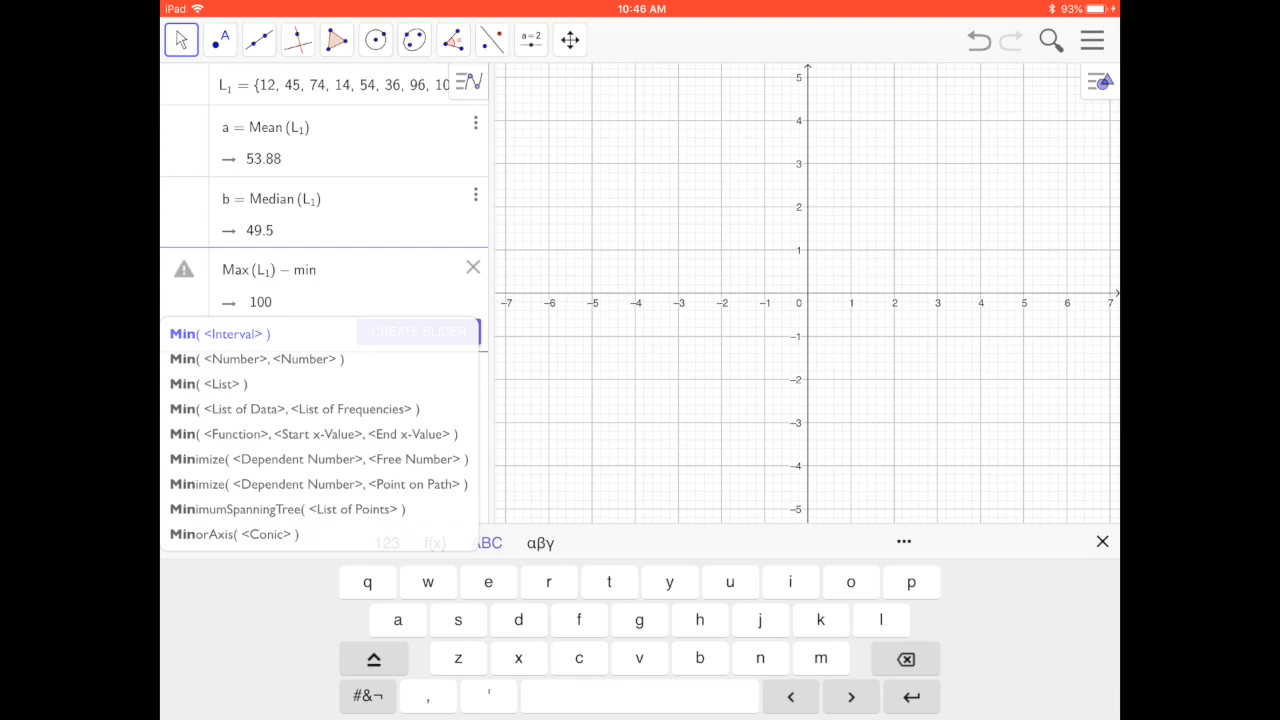 iPad
10:46 AM
93%
A
α
a=2
L₁ = {12, 45, 74, 14, 54, 36, 96, 10
a = Mean (L₁)
→ 53.88
b = Median (L₁)
→ 49.5
Max (L₁) − min
→ 100
CREATE SLIDER
Min( <Interval> )
Min( <Number>, <Number> )
Min( <List> )
Min( <List of Data>, <List of Frequencies> )
Min( <Function>, <Start x-Value>, <End x-Value> )
Minimize( <Dependent Number>, <Free Number> )
Minimize( <Dependent Number>, <Point on Path> )
MinimumSpanningTree( <List of Points> )
MinorAxis( <Conic> )
5
4
3
2
1
−7 −6 −5 −4 −3 −2 −1 0 1 2 3 4 5 6 7
−1
−2
−3
−4
−5
123 f(x) ABC αβγ
q w e r t y u i o p
a s d f g h j k l
z x c v b n m
#&¬ , '